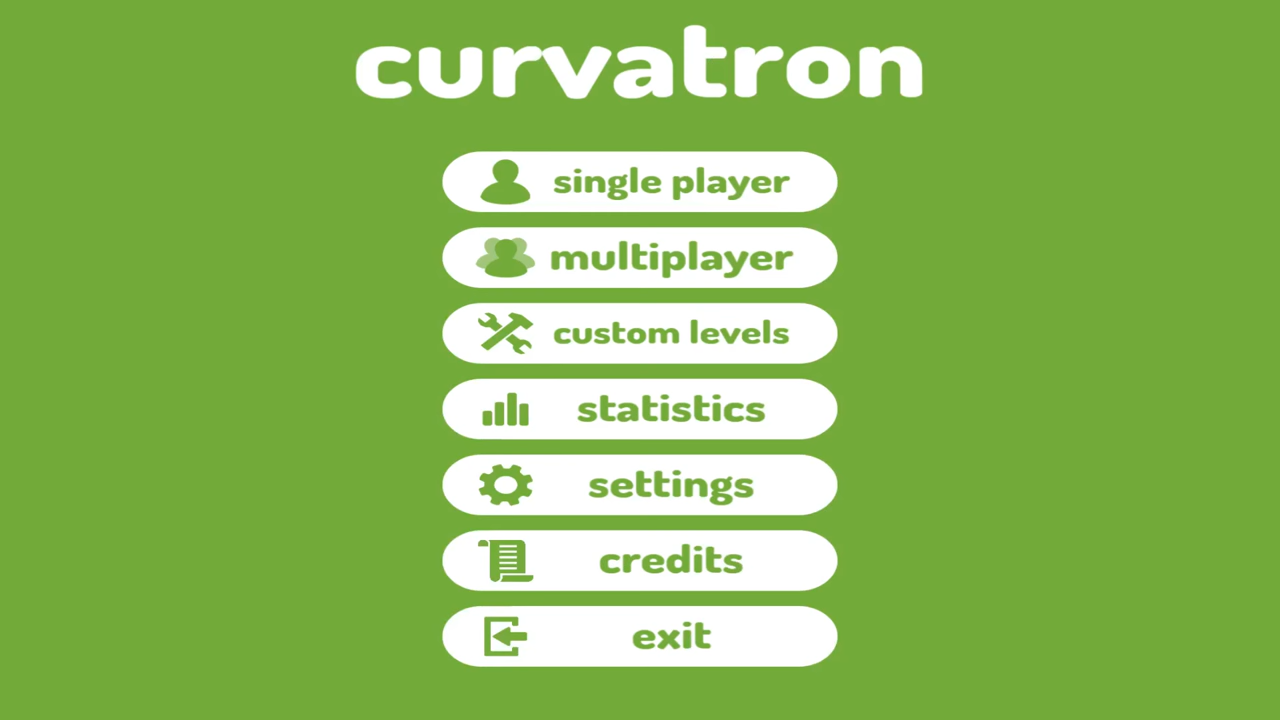 curvatron
single player
multiplayer
custom levels
statistics
settings
credits
exit